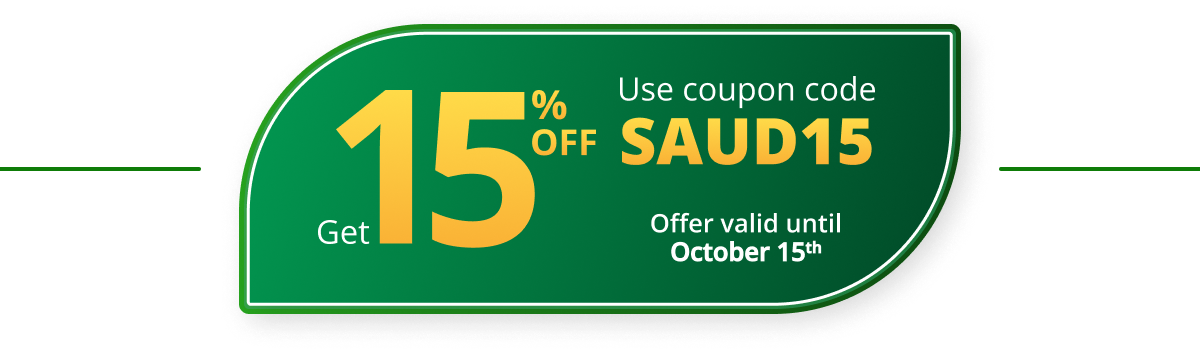 Get 15% OFF
Use coupon code
SAUD15
Offer valid until
October 15th